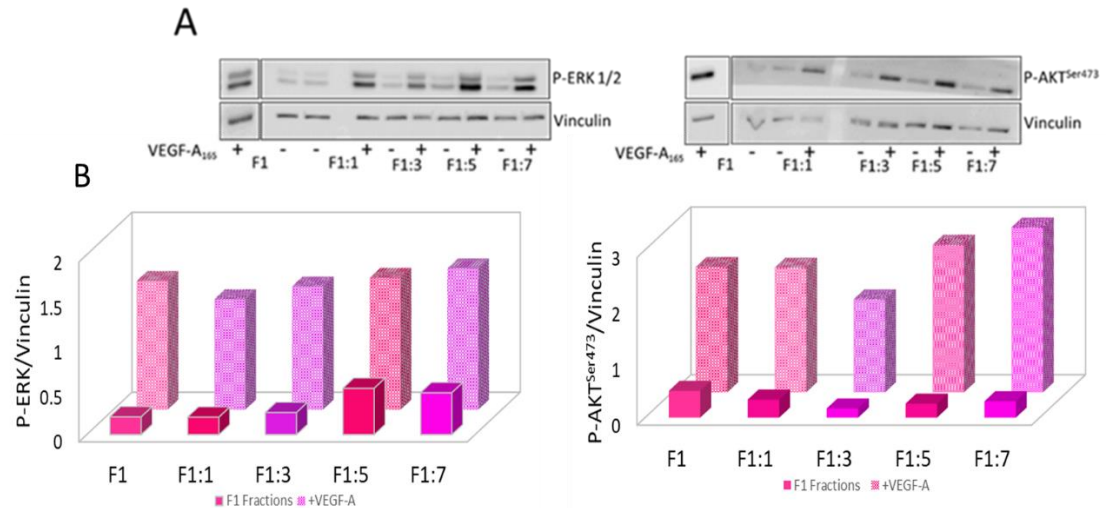 A
P-ERK 1/2
Vinculin
VEGF-A165 + - - + - + - + - +
F1 F1:1 F1:3 F1:5 F1:7
P-AKTSer473
Vinculin
VEGF-A165 + - - + - + - + - +
F1 F1:1 F1:3 F1:5 F1:7
B
P-ERK/Vinculin
2
1.5
1
0.5
0
F1 F1:1 F1:3 F1:5 F1:7
F1 Fractions +VEGF-A
P-AKTSer473/Vinculin
3
2
1
0
F1 F1:1 F1:3 F1:5 F1:7
F1 Fractions +VEGF-A